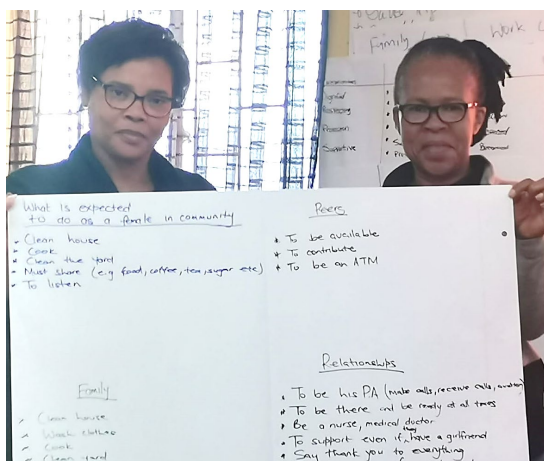 Family
Work
Supportive
What is expected
to do as a female in community
* Clean house
* Cook
* Clean the yard
* Must share (e.g food, coffee, tea, sugar etc)
* To listen
Peers
* To be available
* To contribute
* To be an ATM
Family
* Clean house
* Wash clothes
* Cook
* Clean yard
Relationships
* To be his PA (make calls, receive calls,
* To be there and be ready at all times
* Be a nurse, medical doctor
* To support even if they have a girlfriend
* Say thank you to everything